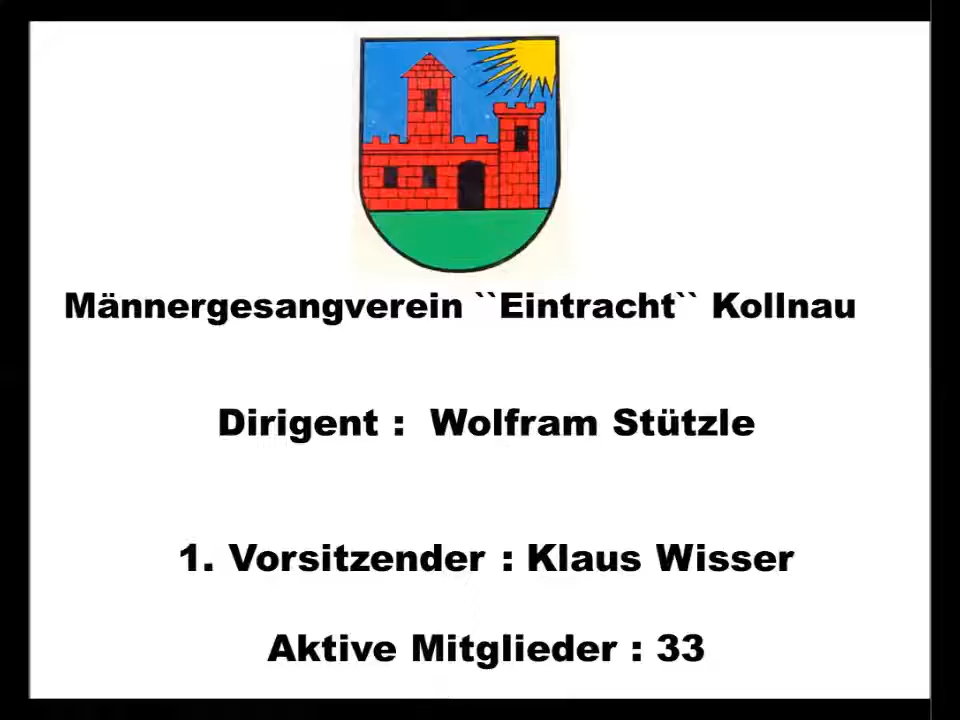 Männergesangverein ``Eintracht`` Kollnau
Dirigent : Wolfram Stützle
1. Vorsitzender : Klaus Wisser
Aktive Mitglieder : 33